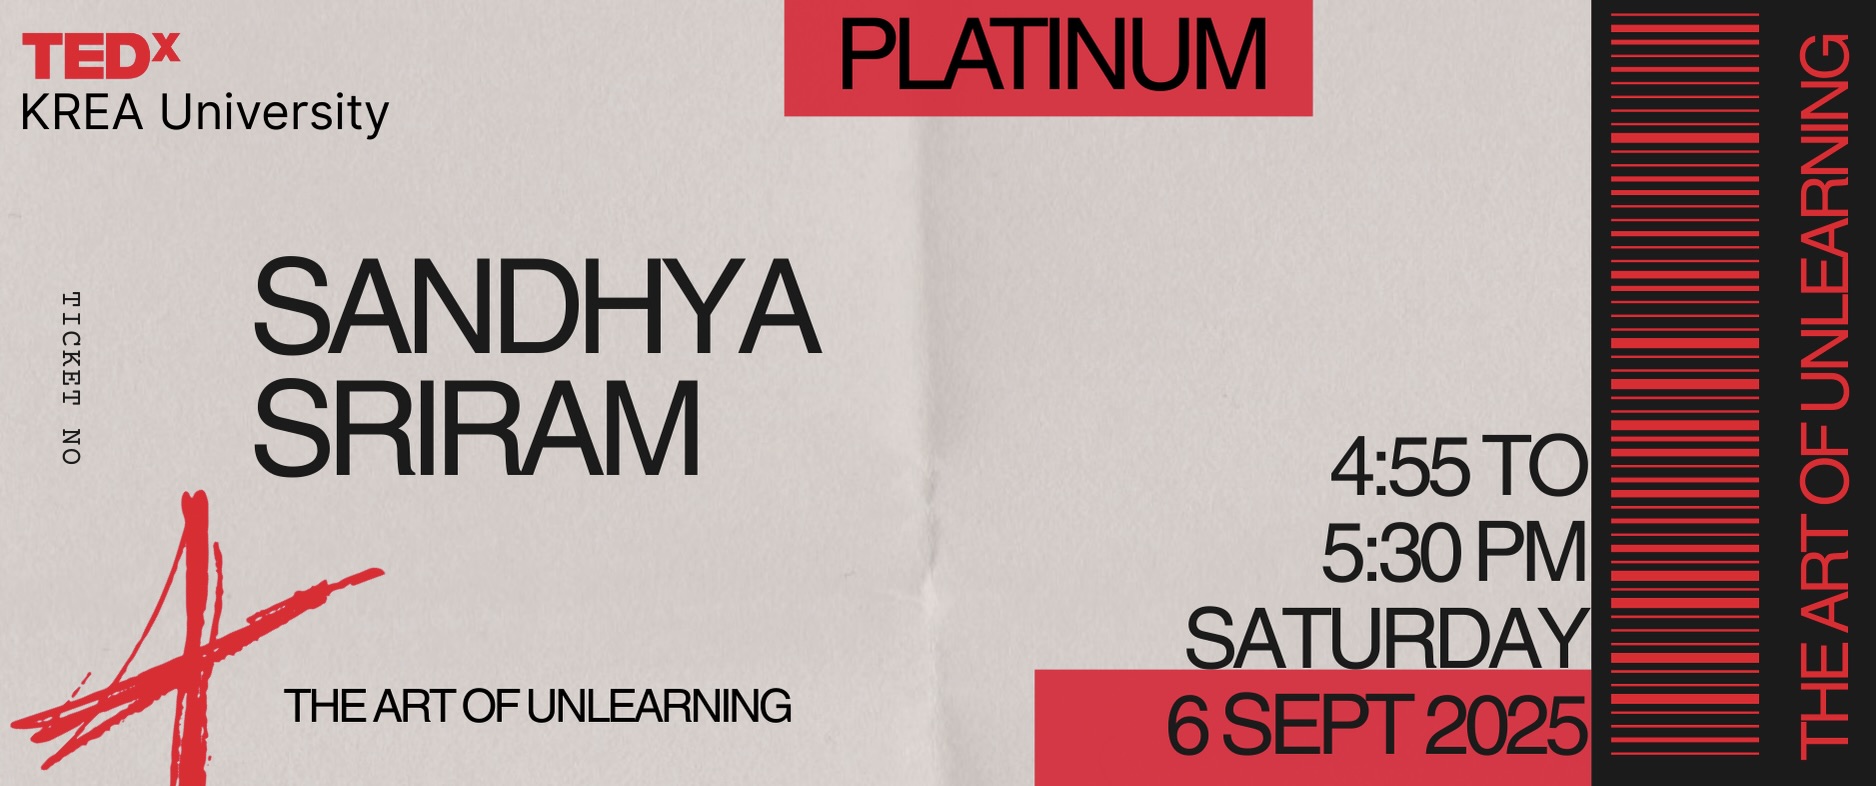 TEDx
KREA University
PLATINUM
SANDHYA
SRIRAM
TICKET NO
THE ART OF UNLEARNING
4:55 TO
5:30 PM
SATURDAY
6 SEPT 2025
THE ART OF UNLEARNING